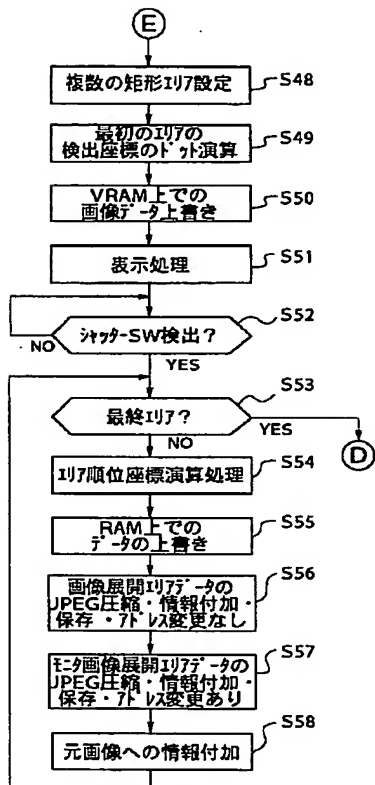 E
複数の矩形エリア設定
S48
最初のエリアの
検出座標のドット演算
S49
VRAM上での
画像データ上書き
S50
表示処理
S51
シャッターSW検出?
S52
NO
YES
最終エリア?
S53
YES
NO
D
エリア順位座標演算処理
S54
RAM上での
データの上書き
S55
画像展開エリアデータの
JPEG圧縮・情報付加・
保存・アドレス変更なし
S56
モニタ画像展開エリアデータの
JPEG圧縮・情報付加・
保存・アドレス変更あり
S57
元画像への情報付加
S58